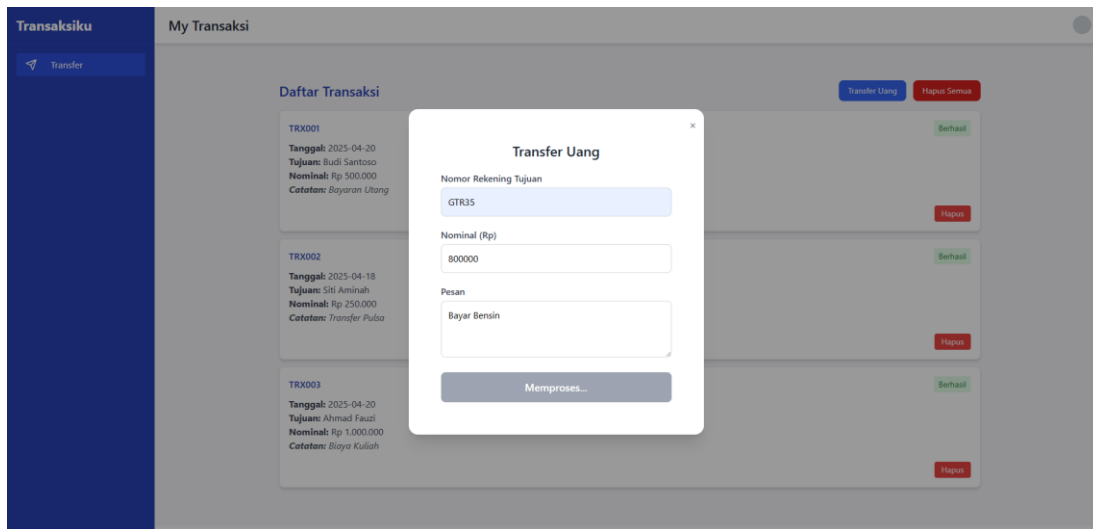 Transaksiku
My Transaksi
Transfer
Daftar Transaksi
Transfer Uang
Hapus Semua
TRX001
Berhasil
Tanggal: 2025-04-20
Tujuan: Budi Santoso
Nominal: Rp 500.000
Catatan: Bayaran Utang
Hapus
TRX002
Berhasil
Tanggal: 2025-04-18
Tujuan: Siti Aminah
Nominal: Rp 250.000
Catatan: Transfer Pulsa
Hapus
TRX003
Berhasil
Tanggal: 2025-04-20
Tujuan: Ahmad Fauzi
Nominal: Rp 1.000.000
Catatan: Biaya Kuliah
Hapus
×
Transfer Uang
Nomor Rekening Tujuan
GTR35
Nominal (Rp)
800000
Pesan
Bayar Bensin
Memproses...